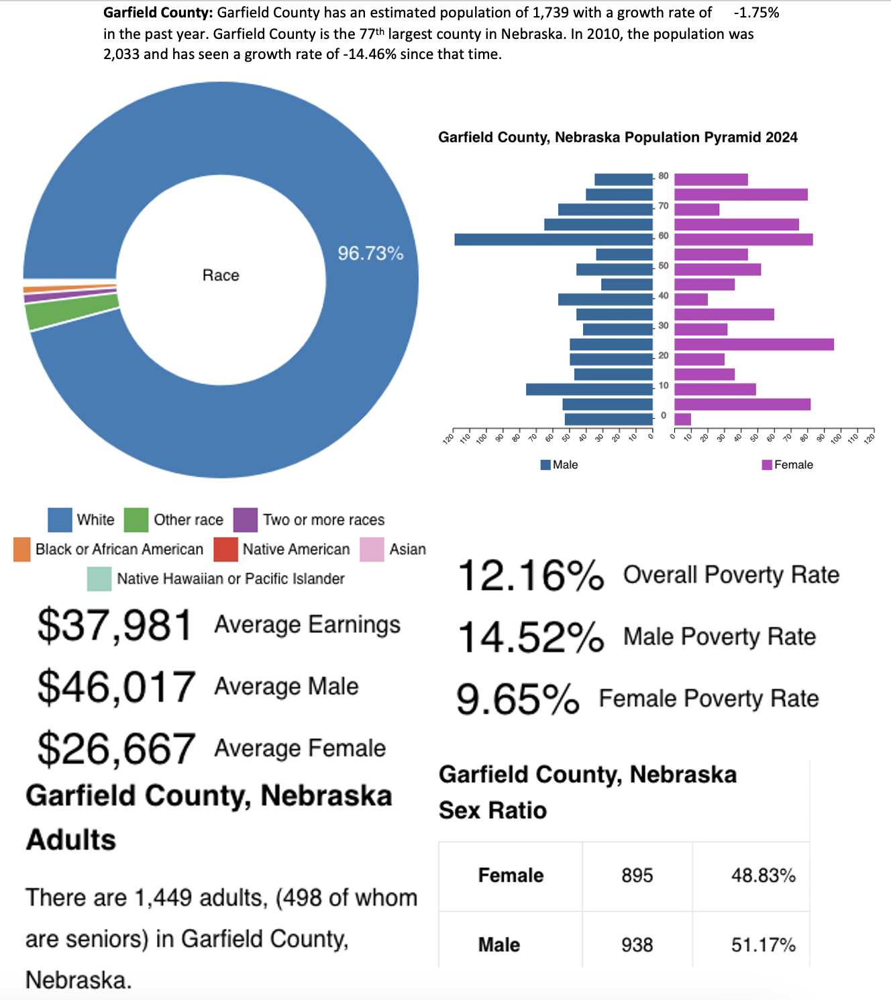 Garfield County: Garfield County has an estimated population of 1,739 with a growth rate of -1.75%
in the past year. Garfield County is the 77th largest county in Nebraska. In 2010, the population was
2,033 and has seen a growth rate of -14.46% since that time.
96.73%
Race
White Other race Two or more races
Black or African American Native American Asian
Native Hawaiian or Pacific Islander
Garfield County, Nebraska Population Pyramid 2024
80
70
60
50
40
30
20
10
0
120 110 100 90 80 70 60 50 40 30 20 10 0
0 10 20 30 40 50 60 70 80 90 100 110 120
Male
Female
$37,981 Average Earnings
$46,017 Average Male
$26,667 Average Female
12.16% Overall Poverty Rate
14.52% Male Poverty Rate
9.65% Female Poverty Rate
Garfield County, Nebraska
Adults
There are 1,449 adults, (498 of whom
are seniors) in Garfield County,
Nebraska.
Garfield County, Nebraska
Sex Ratio
Female 895 48.83%
Male 938 51.17%